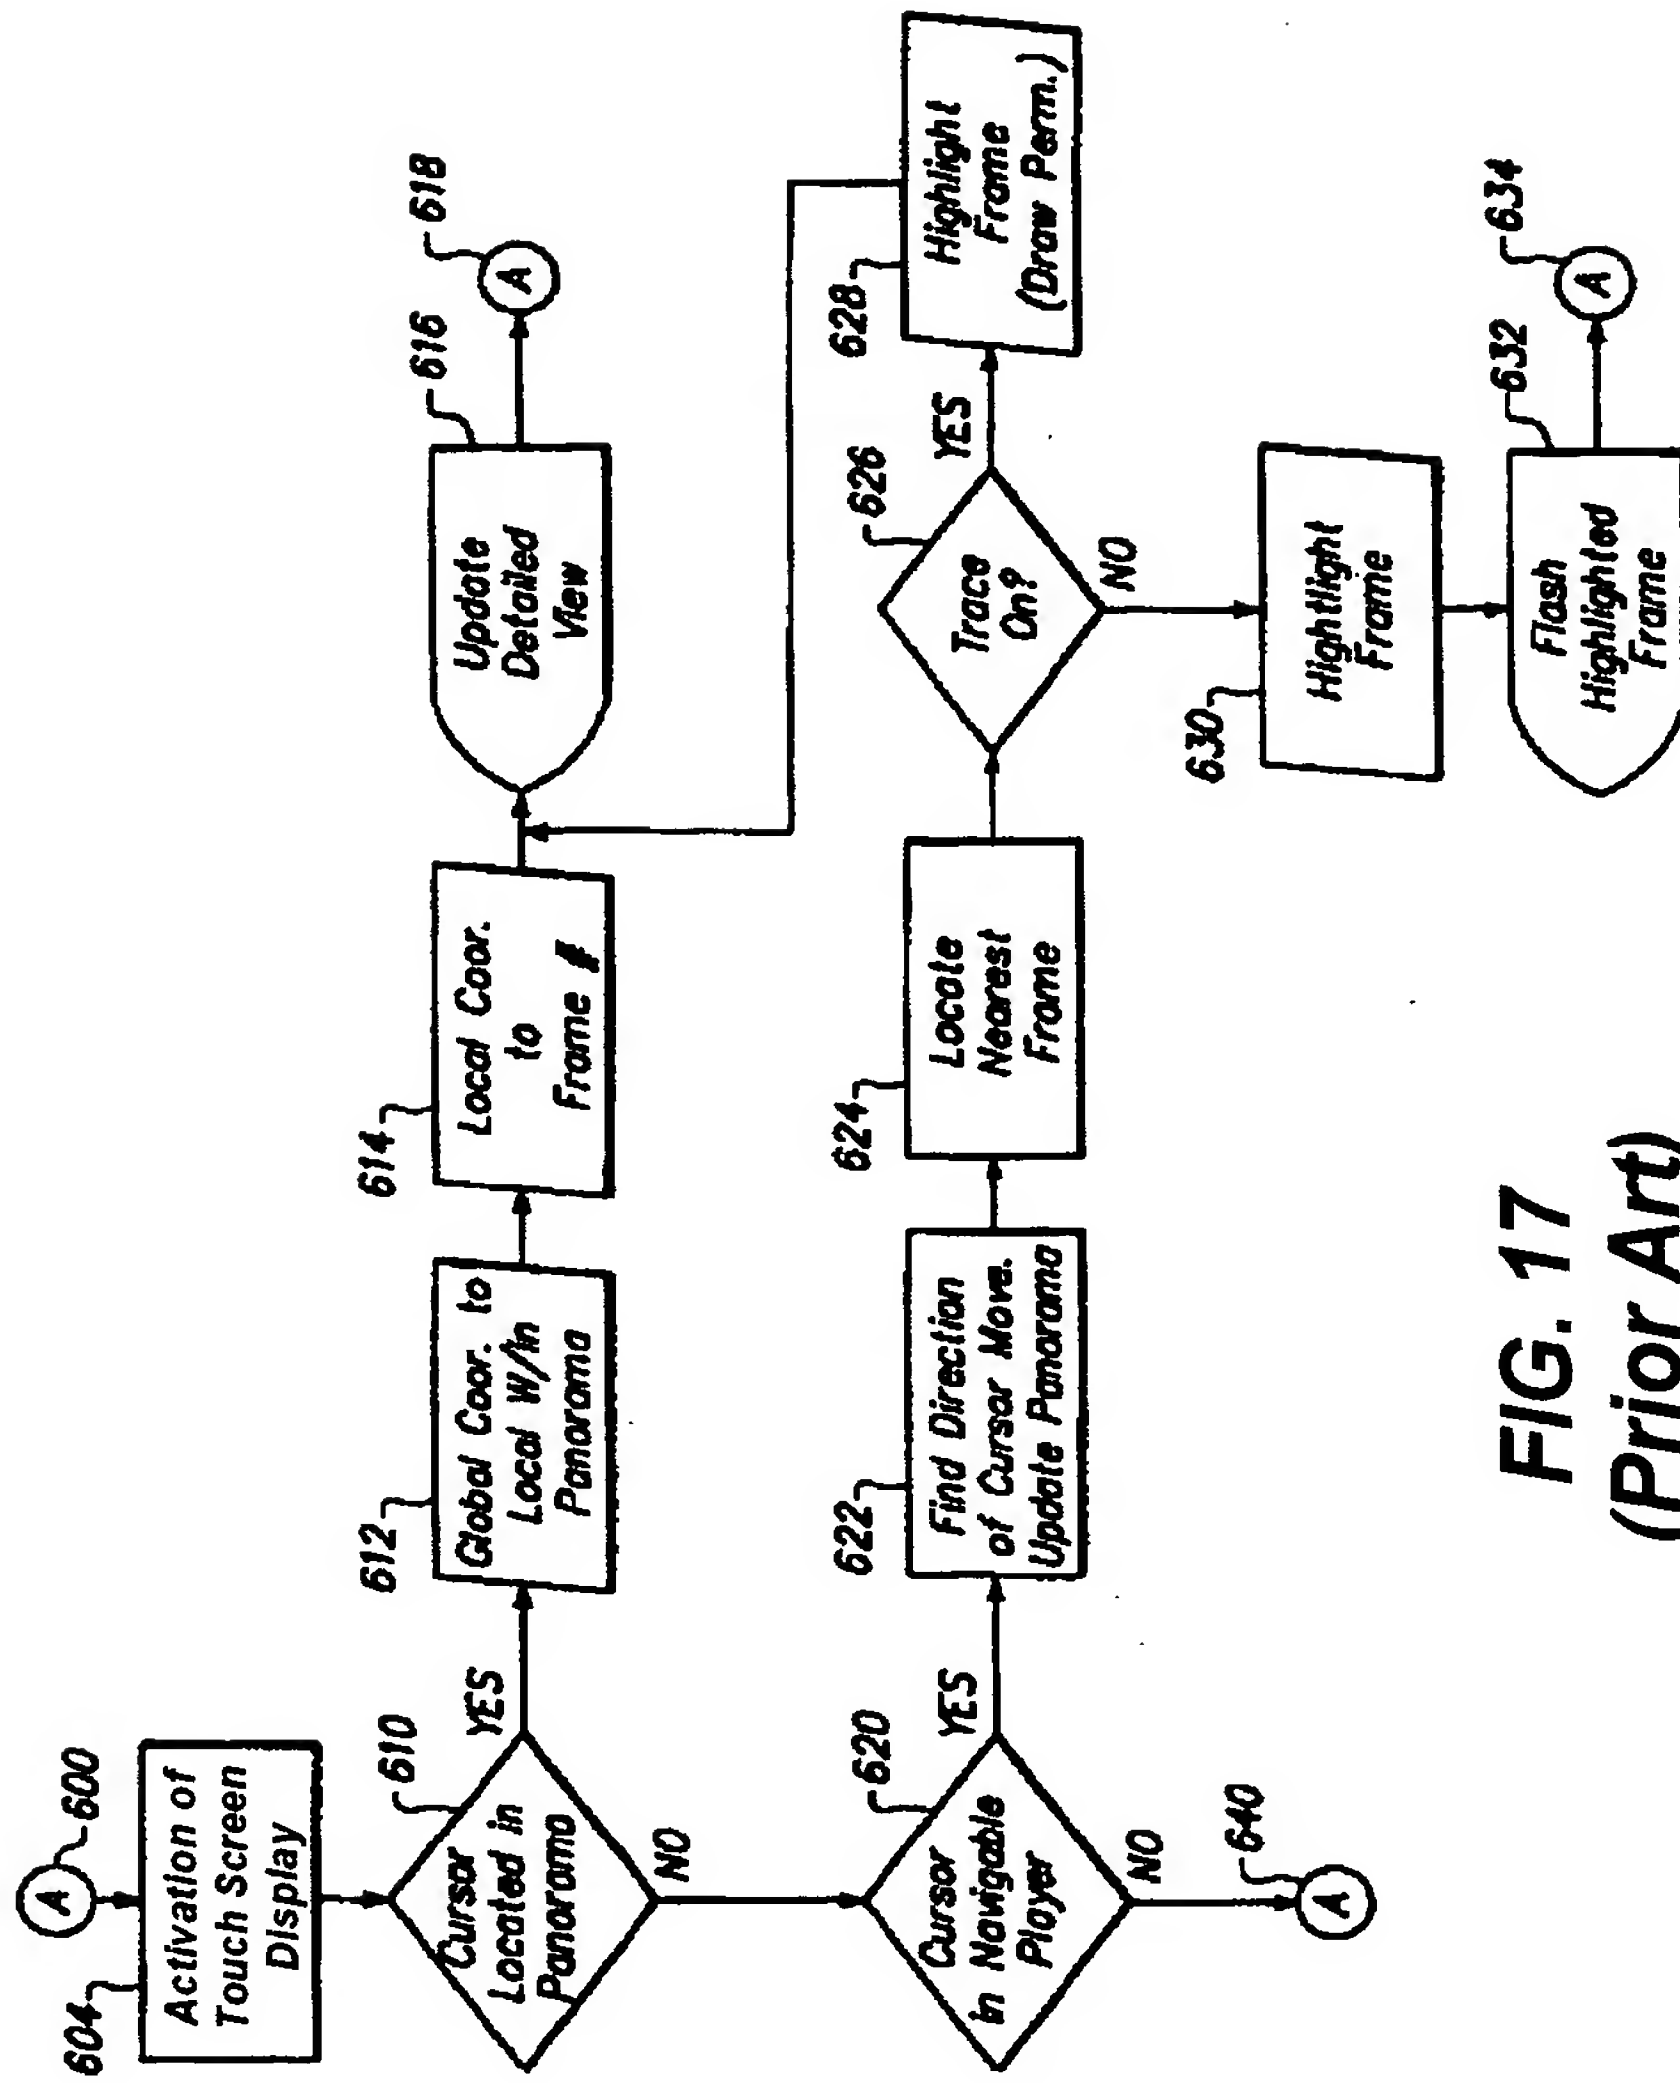 A
600
604
Activation of
Touch Screen
Display
610
Cursor
Located in
Panorama
YES
NO
612
Global Coor. to
Local W/in
Panorama
614
Local Coor.
to
Frame #
616
Update
Detailed
View
618
A
620
Cursor
In Navigable
Player
YES
NO
640
A
622
Find Direction
of Cursor Move.
Update Panorama
624
Locate
Nearest
Frame
626
Trace
On?
YES
NO
628
Highlight
Frame
(Draw Perm.)
630
Hightlight
Frame
632
Flash
Highlighted
Frame
634
A
FIG. 17
(Prior Art)